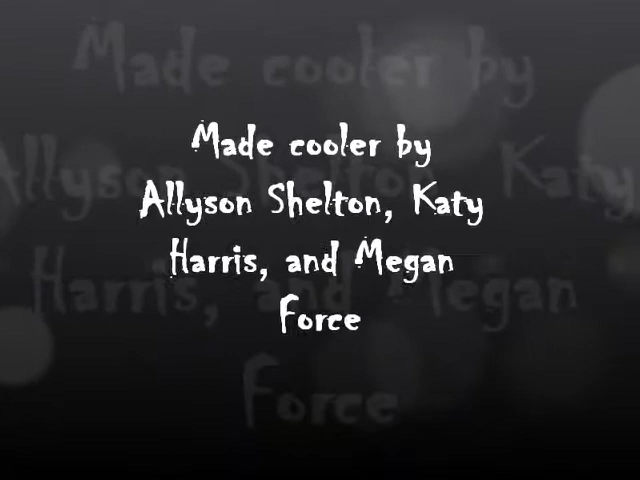 Made cooler by
Allyson Shelton, Katy
Harris, and Megan
Force